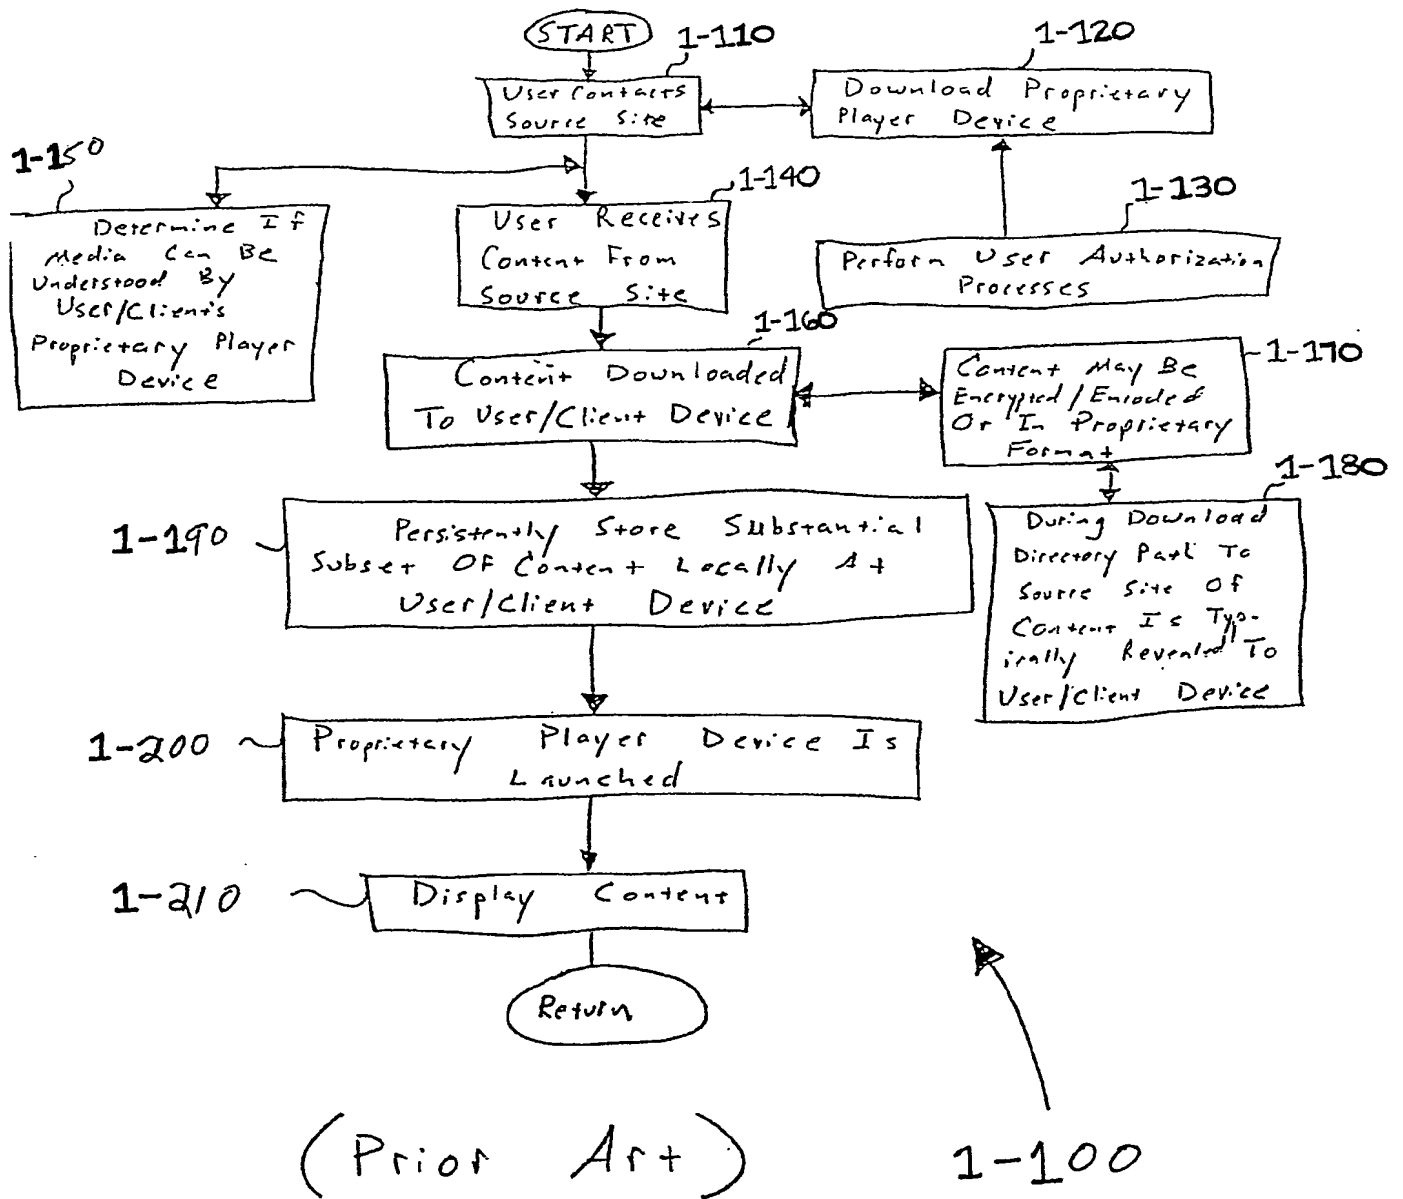 START
1-110
User Contacts
Source Site
1-120
Download Proprietary
Player Device
1-130
Perform User Authorization
Processes
1-150
Determine If
Media Can Be
Understood By
User/Client's
Proprietary Player
Device
1-140
User Receives
Content From
Source Site
1-160
Content Downloaded
To User/Client Device
1-170
Content May Be
Encrypted/Encoded
Or In Proprietary
Format
1-180
During Download
Directory Path To
Source Site Of
Content Is Typ-
ically Revealed To
User/Client Device
1-190
Persistently Store Substantial
Subset Of Content Locally At
User/Client Device
1-200
Proprietary Player Device Is
Launched
1-210
Display Content
Return
(Prior Art)
1-100